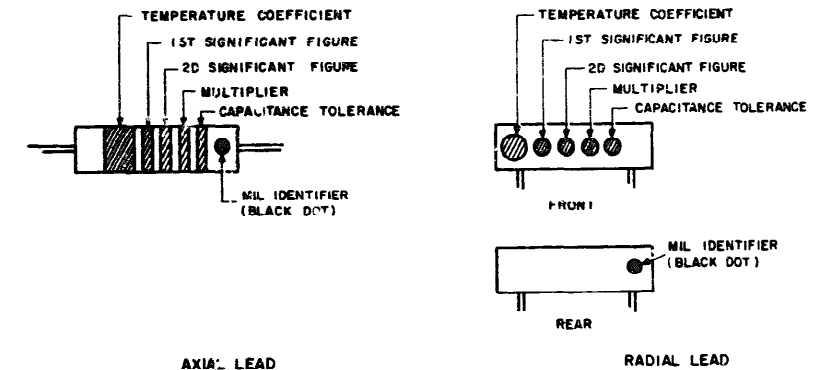 TEMPERATURE COEFFICIENT
1ST SIGNIFICANT FIGURE
2D SIGNIFICANT FIGURE
MULTIPLIER
CAPACITANCE TOLERANCE
MIL IDENTIFIER
(BLACK DOT)
AXIAL LEAD
TEMPERATURE COEFFICIENT
1ST SIGNIFICANT FIGURE
2D SIGNIFICANT FIGURE
MULTIPLIER
CAPACITANCE TOLERANCE
FRONT
MIL IDENTIFIER
(BLACK DOT)
REAR
RADIAL LEAD